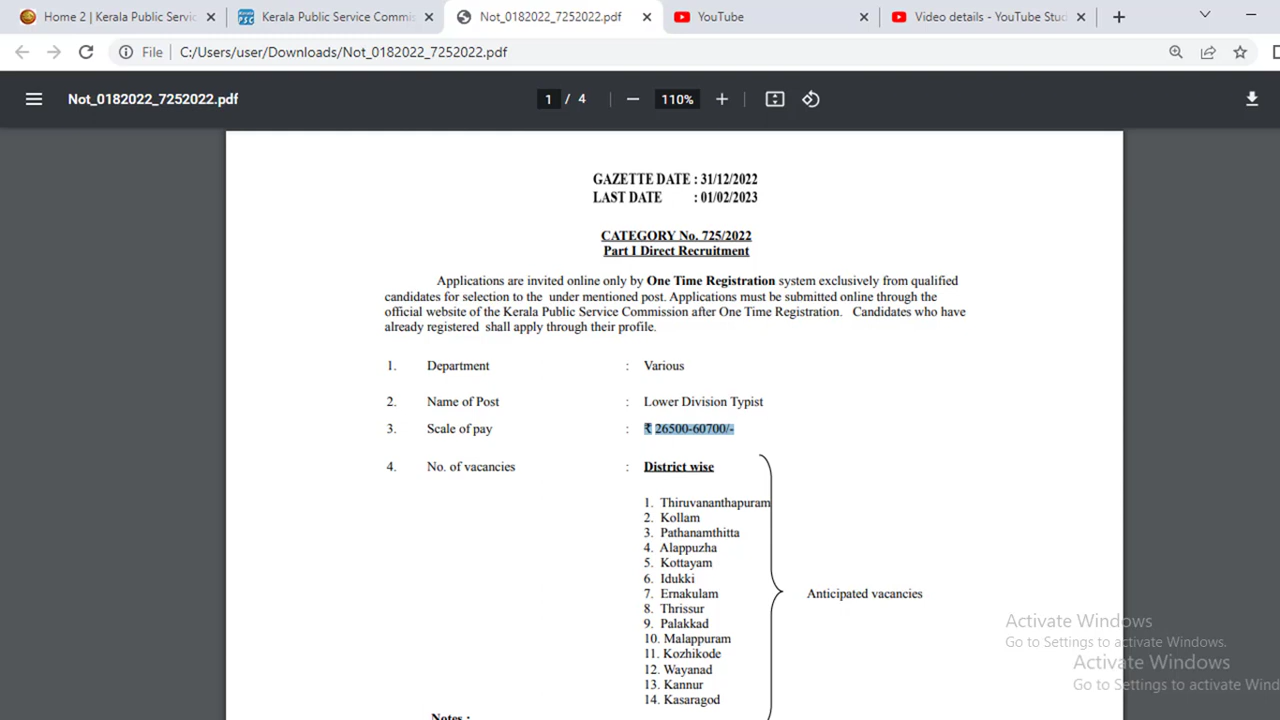 Home 2 | Kerala Public Servic
Kerala Public Service Commis
Not_0182022_7252022.pdf
YouTube
Video details - YouTube Stud
File
C:/Users/user/Downloads/Not_0182022_7252022.pdf
Not_0182022_7252022.pdf
1 / 4
110%
GAZETTE DATE : 31/12/2022
LAST DATE : 01/02/2023
CATEGORY No. 725/2022
Part I Direct Recruitment
Applications are invited online only by One Time Registration system exclusively from qualified
candidates for selection to the under mentioned post. Applications must be submitted online through the
official website of the Kerala Public Service Commission after One Time Registration. Candidates who have
already registered shall apply through their profile.
1. Department : Various
2. Name of Post : Lower Division Typist
3. Scale of pay : ₹ 26500-60700/-
4. No. of vacancies : District wise
1. Thiruvananthapuram
2. Kollam
3. Pathanamthitta
4. Alappuzha
5. Kottayam
6. Idukki
7. Ernakulam
8. Thrissur
9. Palakkad
10. Malappuram
11. Kozhikode
12. Wayanad
13. Kannur
14. Kasaragod
Anticipated vacancies
Notes :
Activate Windows
Go to Settings to activate Windows.
Activate Windows
Go to Settings to activate Wind